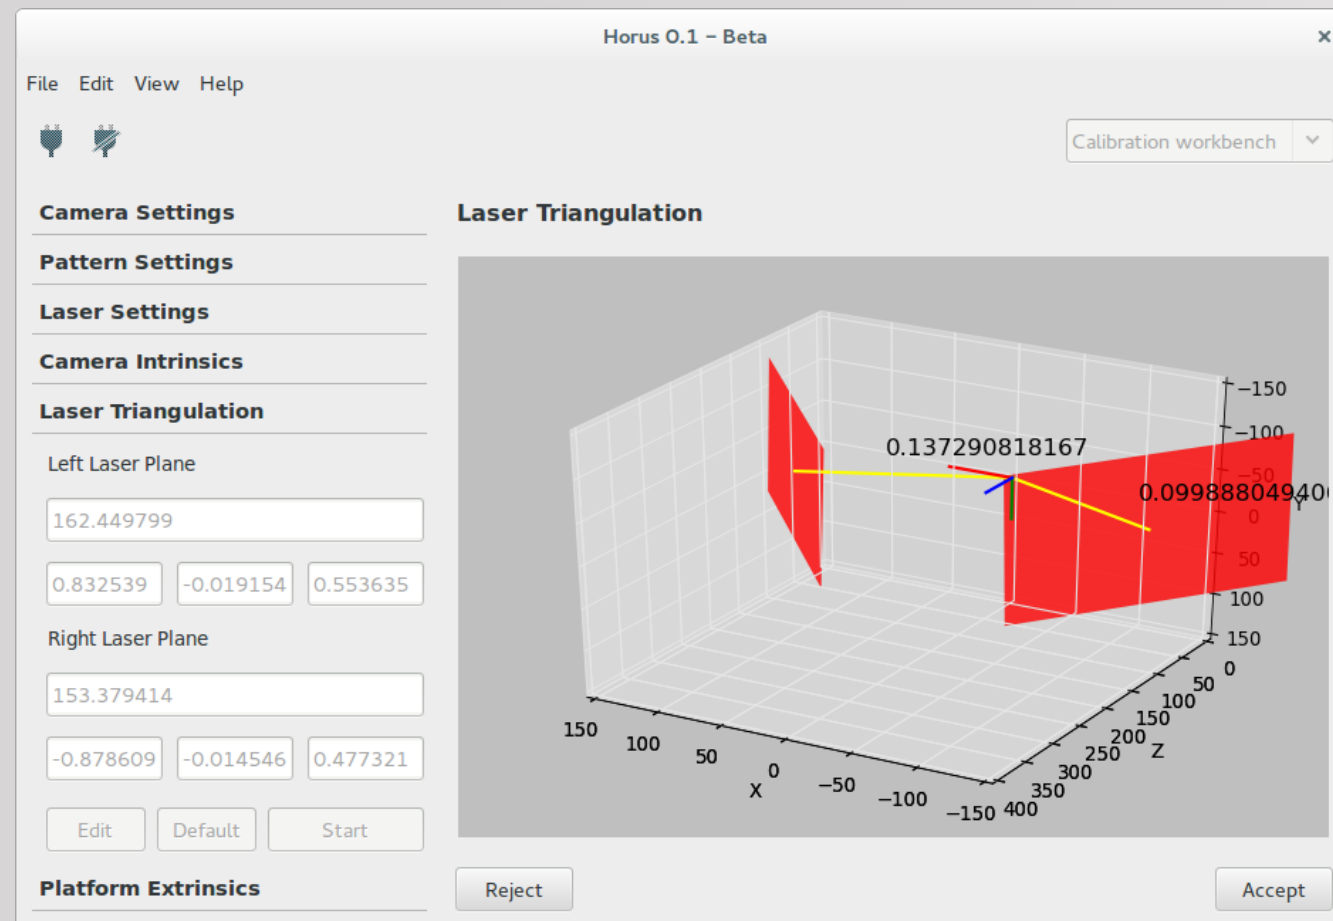 Horus 0.1 – Beta
×
File Edit View Help
Calibration workbench
Camera Settings
Pattern Settings
Laser Settings
Camera Intrinsics
Laser Triangulation
Left Laser Plane
162.449799
0.832539 -0.019154 0.553635
Right Laser Plane
153.379414
-0.878609 -0.014546 0.477321
Edit Default Start
Platform Extrinsics
Laser Triangulation
0.137290818167
0.09988804940
−150
−100
−50
0
50
100
150
Y
0
50
100
150
200
250
300
350
400
Z
150
100
50
0
−50
−100
−150
X
Reject Accept